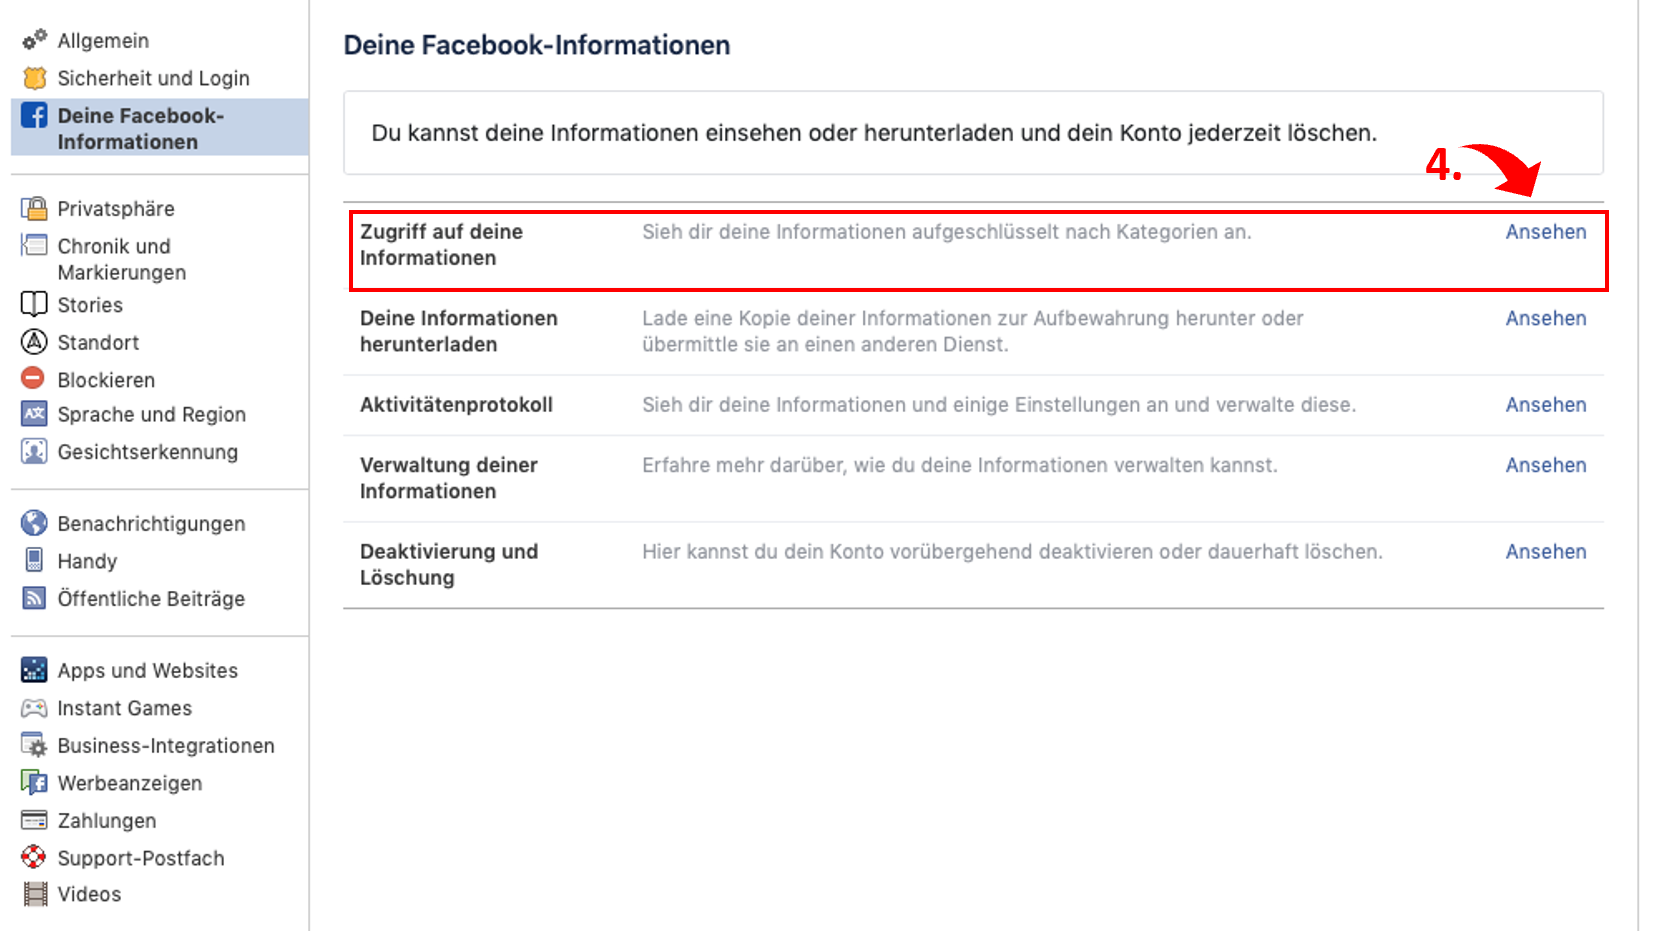 Allgemein
Sicherheit und Login
Deine Facebook-
Informationen
Privatsphäre
Chronik und
Markierungen
Stories
Standort
Blockieren
Sprache und Region
Gesichtserkennung
Benachrichtigungen
Handy
Öffentliche Beiträge
Apps und Websites
Instant Games
Business-Integrationen
Werbeanzeigen
Zahlungen
Support-Postfach
Videos
Deine Facebook-Informationen
Du kannst deine Informationen einsehen oder herunterladen und dein Konto jederzeit löschen.
4.
Zugriff auf deine
Informationen
Sieh dir deine Informationen aufgeschlüsselt nach Kategorien an.
Ansehen
Deine Informationen
herunterladen
Lade eine Kopie deiner Informationen zur Aufbewahrung herunter oder
übermittle sie an einen anderen Dienst.
Ansehen
Aktivitätenprotokoll
Sieh dir deine Informationen und einige Einstellungen an und verwalte diese.
Ansehen
Verwaltung deiner
Informationen
Erfahre mehr darüber, wie du deine Informationen verwalten kannst.
Ansehen
Deaktivierung und
Löschung
Hier kannst du dein Konto vorübergehend deaktivieren oder dauerhaft löschen.
Ansehen